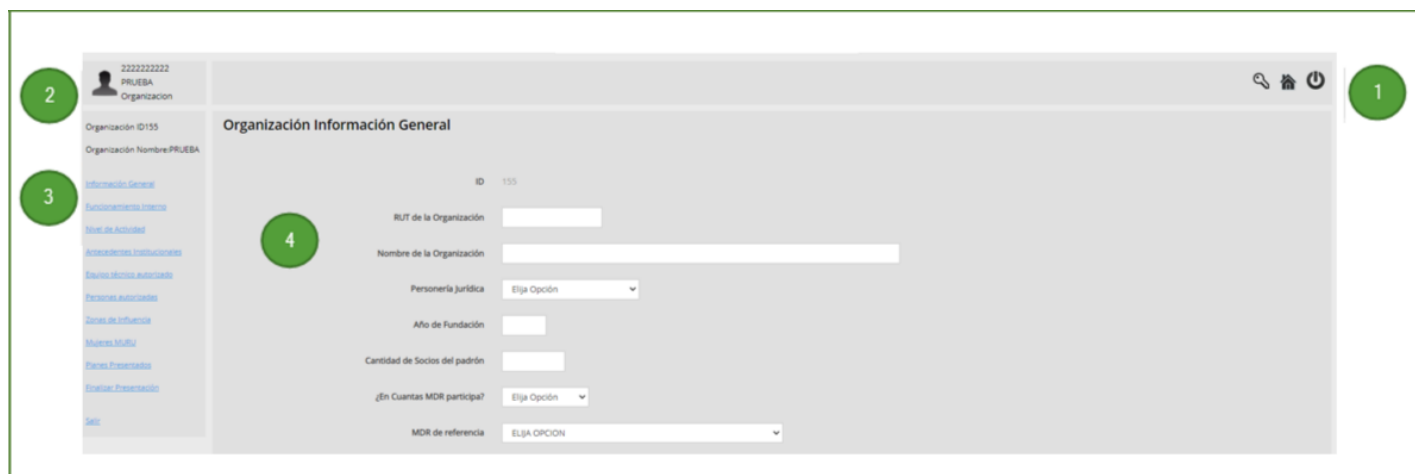 2222222222
PRUEBA
Organizacion
2
1
Organización ID155
Organización Nombre:PRUEBA
Organización Información General
3
Información General
Funcionamiento Interno
Nivel de Actividad
Antecedentes Institucionales
Equipo técnico autorizado
Personas autorizadas
Zonas de Influencia
Mujeres MURU
Planes Presentados
Finalizar Presentación
Salir
4
ID 155
RUT de la Organización
Nombre de la Organización
Personería Jurídica Elija Opción
Año de Fundación
Cantidad de Socios del padrón
¿En Cuantas MDR participa? Elija Opción
MDR de referencia ELIJA OPCION